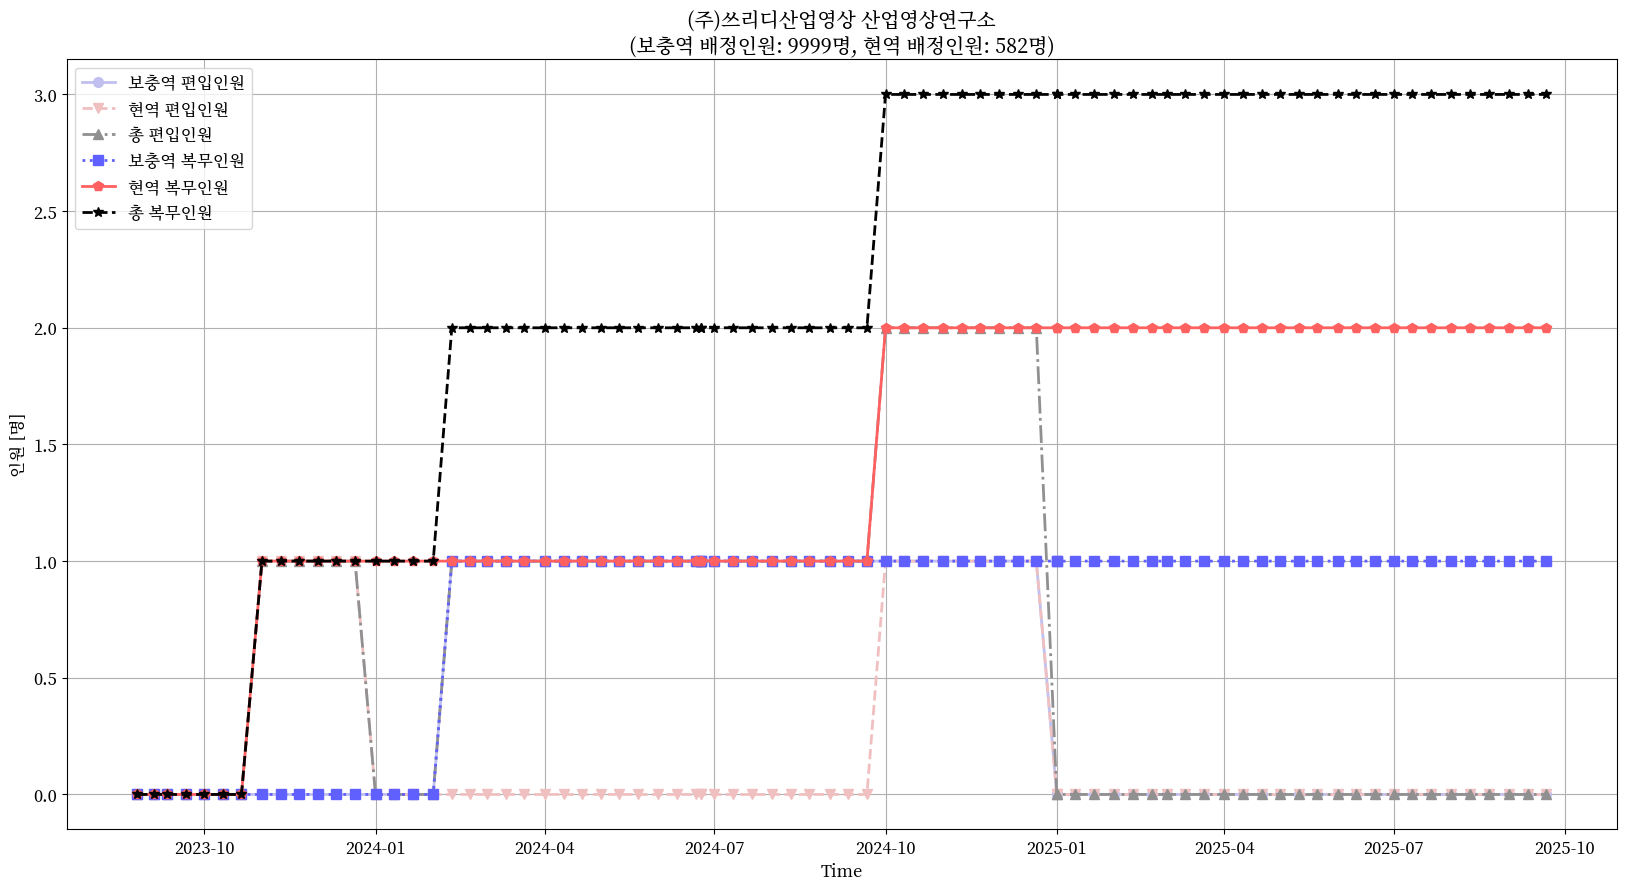 (주)쓰리디산업영상 산업영상연구소
(보충역 배정인원: 9999명, 현역 배정인원: 582명)
보충역 편입인원
현역 편입인원
총 편입인원
보충역 복무인원
현역 복무인원
총 복무인원
3.0
2.5
2.0
1.5
1.0
0.5
0.0
인원 [명]
2023-10 2024-01 2024-04 2024-07 2024-10 2025-01 2025-04 2025-07 2025-10
Time